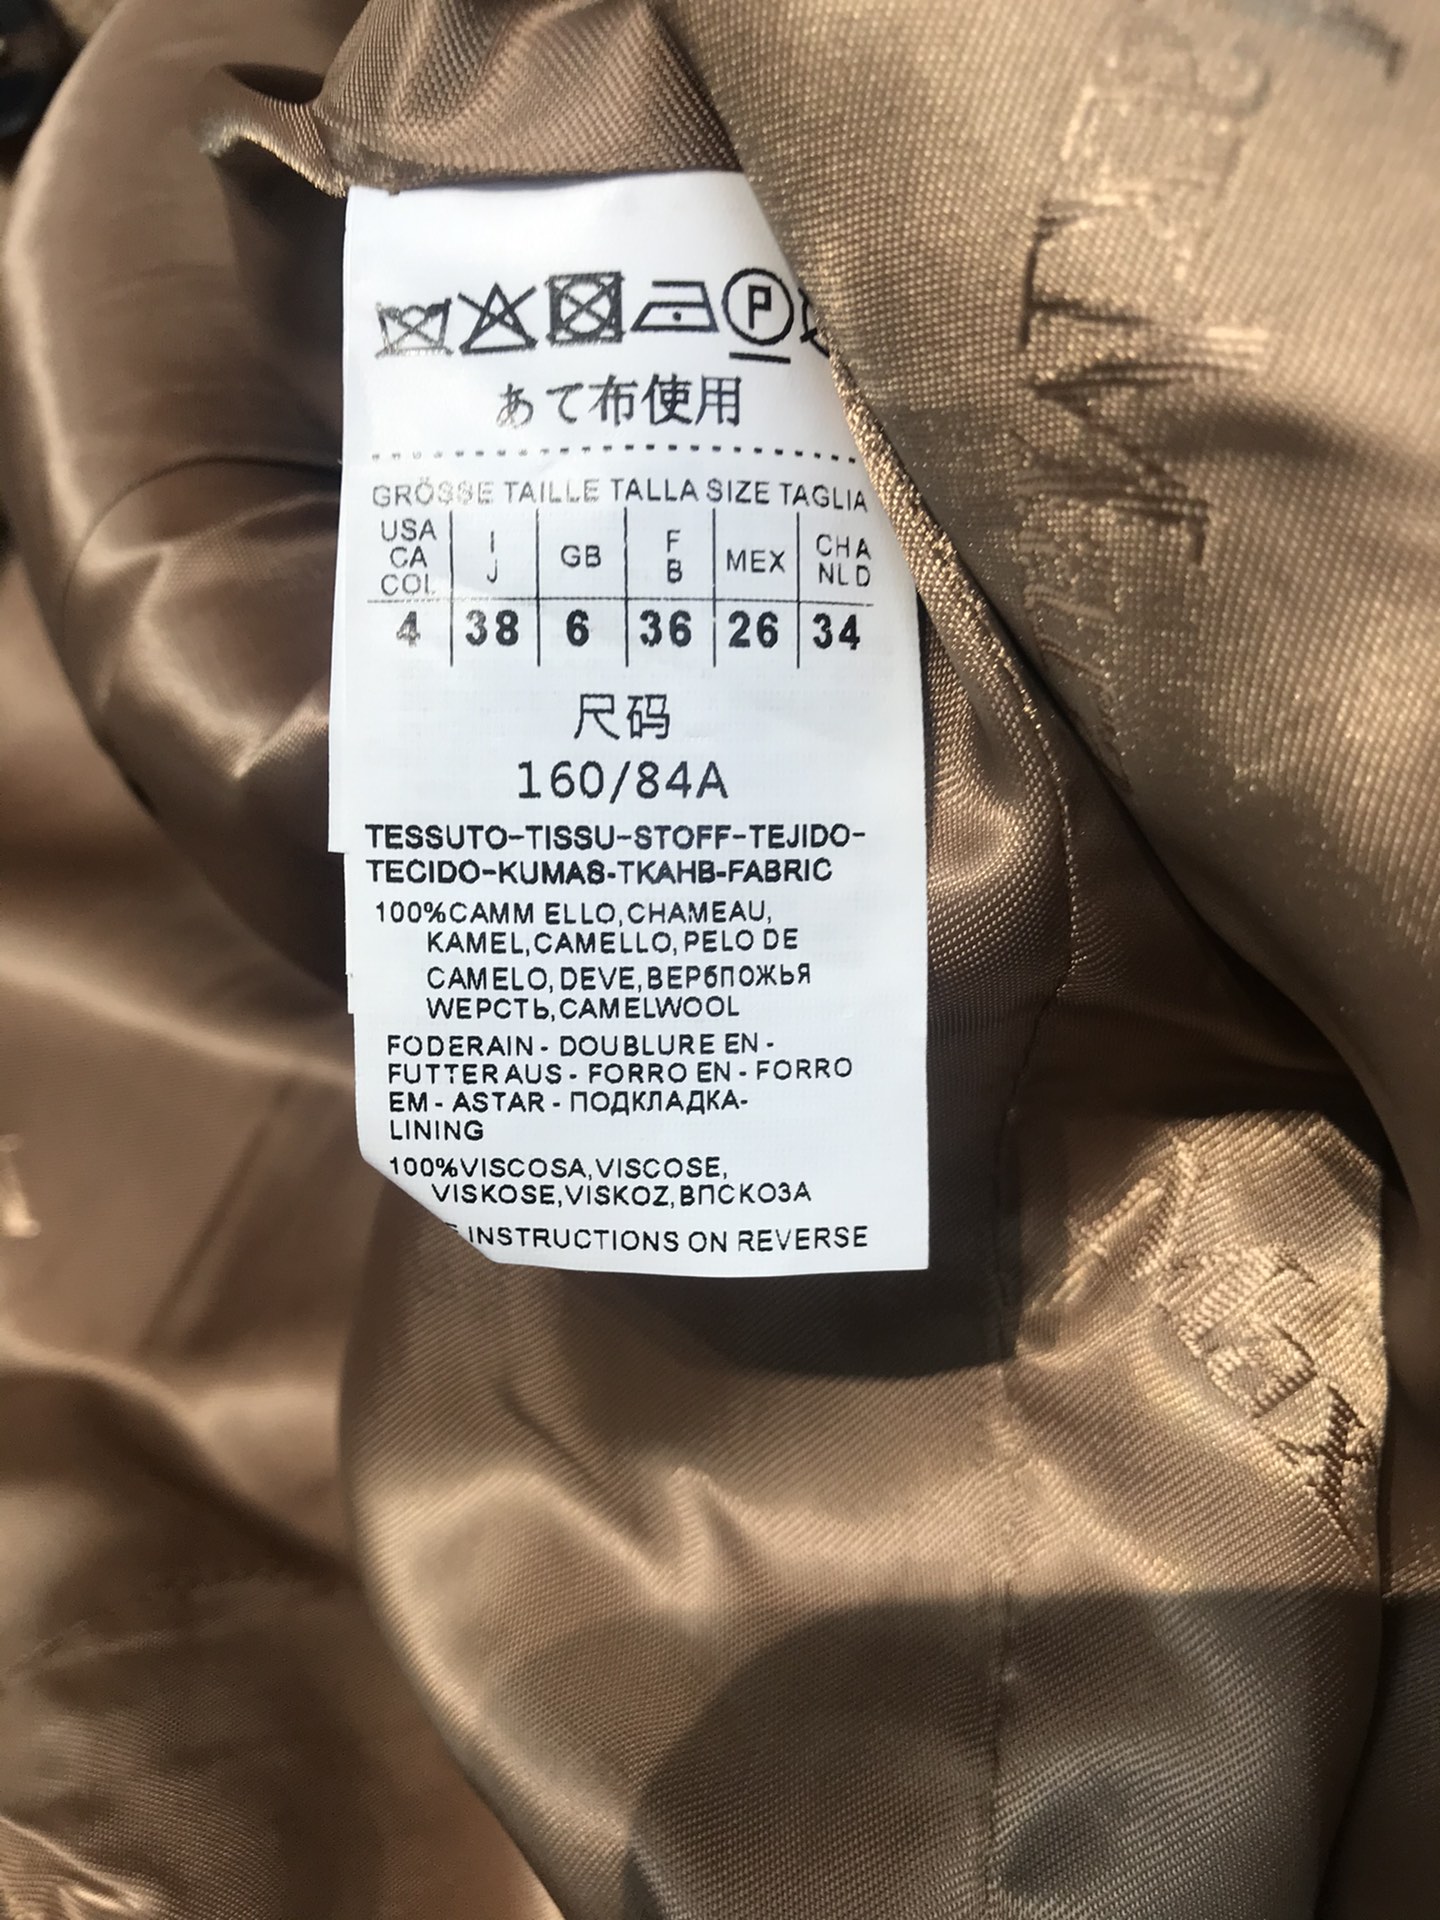 P
あて布使用
GRÖSSE TAILLE TALLA SIZE TAGLIA
USA CA COL | I J | GB | F B | MEX | CHA NLD
4 | 38 | 6 | 36 | 26 | 34
尺码
160/84A
TESSUTO-TISSU-STOFF-TEJIDO-
TECIDO-KUMAS-TKAHB-FABRIC
100%CAMM ELLO,CHAMEAU,
KAMEL,CAMELLO,PELO DE
CAMELO,DEVE,ВЕРбПОЖЬЯ
WЕРСТЬ,CAMELWOOL
FODERAIN - DOUBLURE EN -
FUTTERAUS - FORRO EN - FORRO
EM - ASTAR - ПОДКЛАДКА-
LINING
100%VISCOSA,VISCOSE,
VISKOSE,VISKOZ,ВПСКОЗА
INSTRUCTIONS ON REVERSE